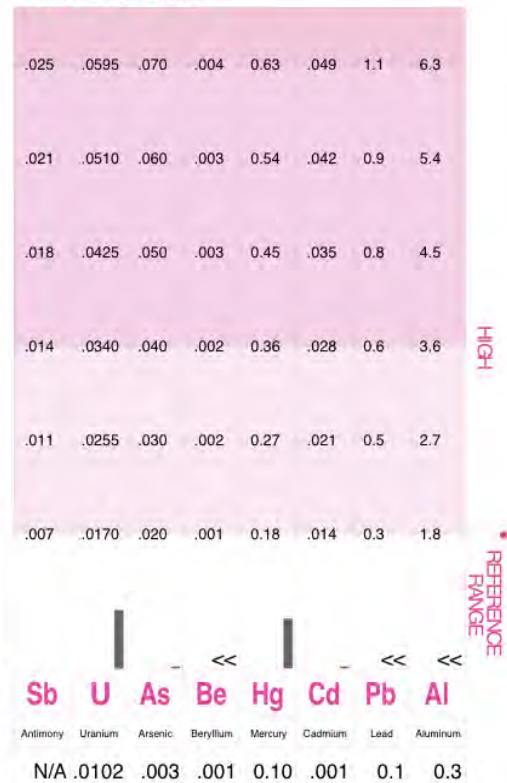 .025 .0595 .070 .004 0.63 .049 1.1 6.3
.021 .0510 .060 .003 0.54 .042 0.9 5.4
.018 .0425 .050 .003 0.45 .035 0.8 4.5
.014 .0340 .040 .002 0.36 .028 0.6 3.6
HIGH
.011 .0255 .030 .002 0.27 .021 0.5 2.7
.007 .0170 .020 .001 0.18 .014 0.3 1.8
* REFERENCE
RANGE
<< << <<
Sb U As Be Hg Cd Pb Al
Antimony Uranium Arsenic Beryllium Mercury Cadmium Lead Aluminum
N/A .0102 .003 .001 0.10 .001 0.1 0.3